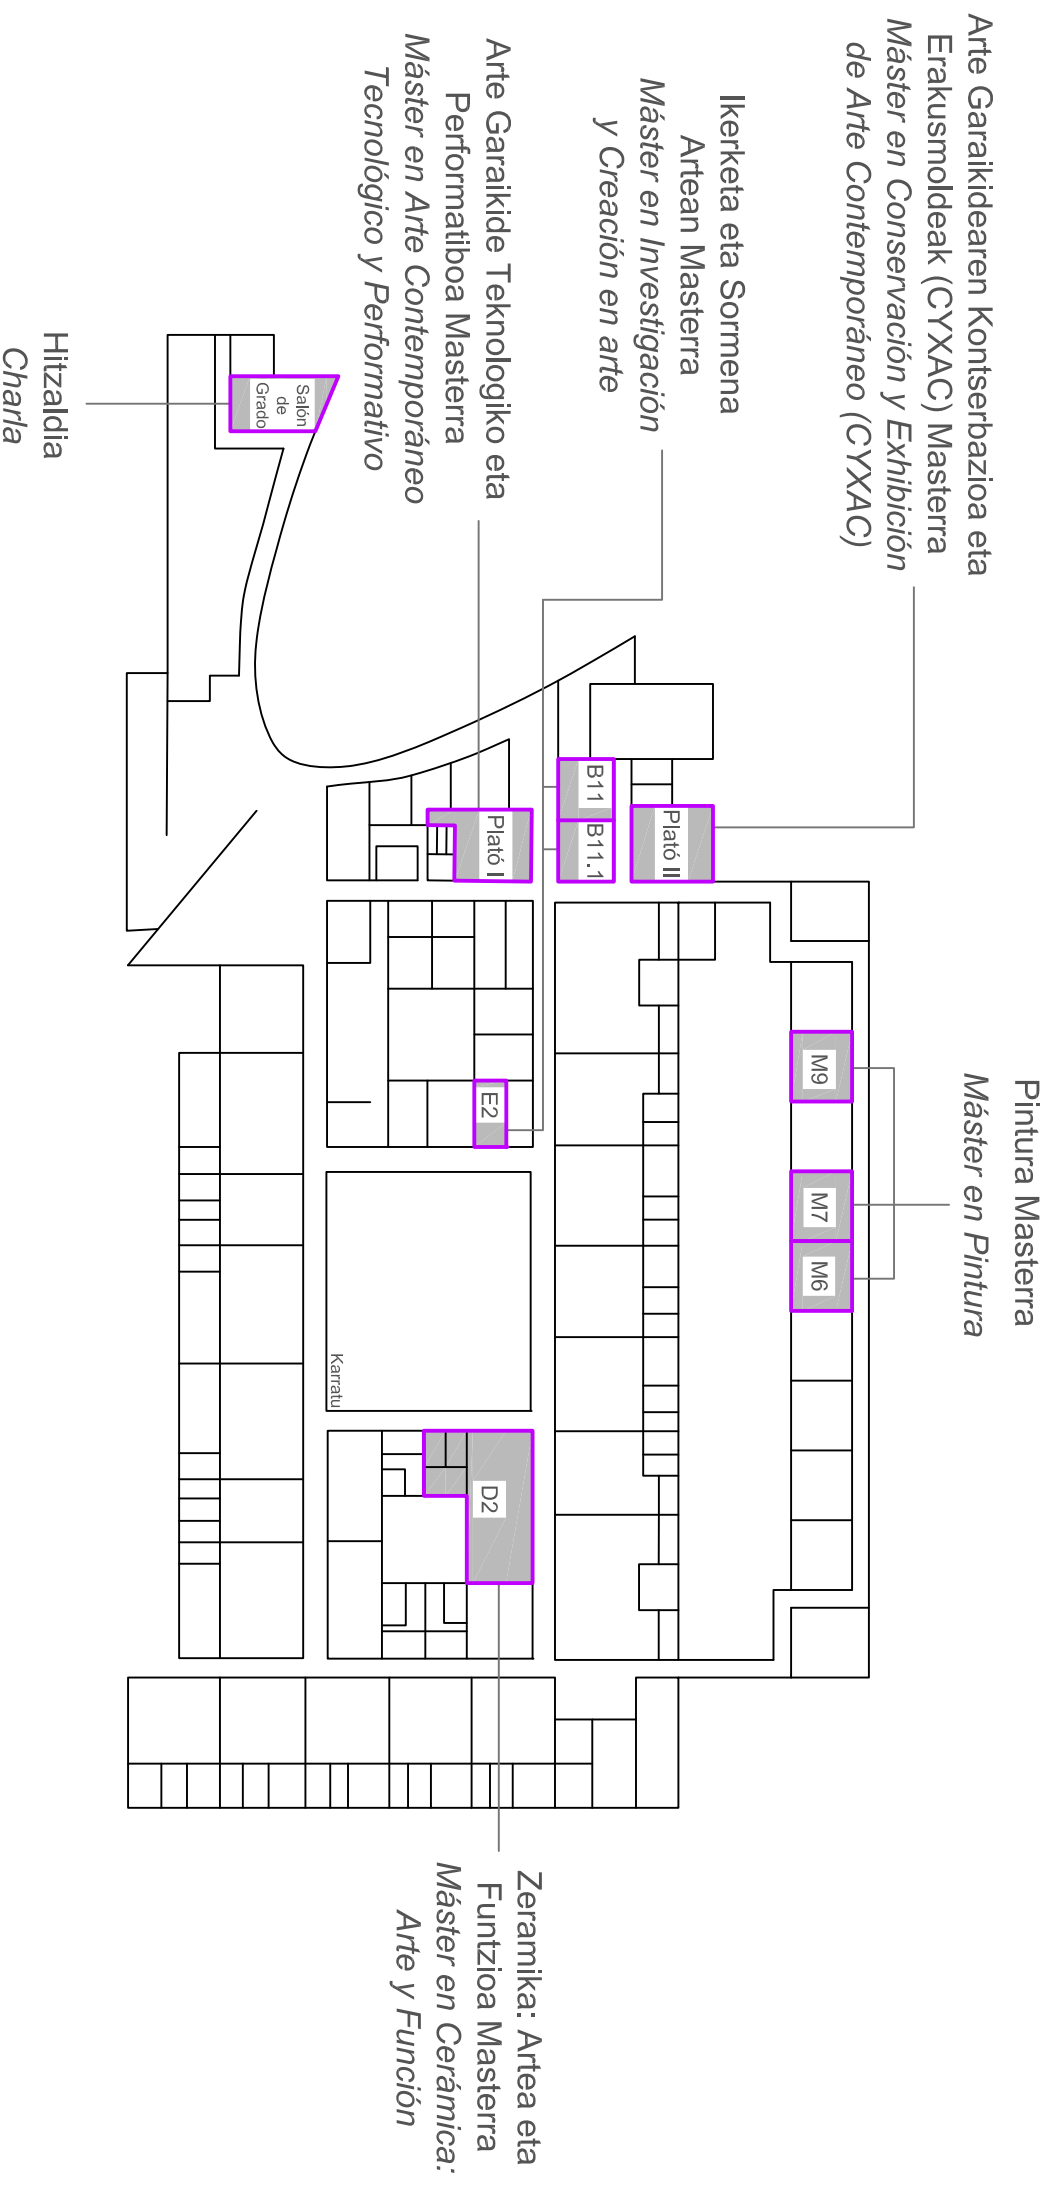 Arte Garaikidearen Kontserbazioa eta
Erakusmoldeak (CYXAC) Masterra
Máster en Conservación y Exhibición
de Arte Contemporáneo (CYXAC)
Ikerketa eta Sormena
Artean Masterra
Máster en Investigación
y Creación en arte
Arte Garaikide Teknologiko eta
Performatiboa Masterra
Máster en Arte Contemporáneo
Tecnológico y Performativo
Hitzaldia
Charla
Salón
de
Grado
Plató II
B11
B11.1
Plató I
E2
Pintura Masterra
Máster en Pintura
M9
M7
M6
Karratu
D2
Zeramika: Artea eta
Funtzioa Masterra
Máster en Cerámica:
Arte y Función